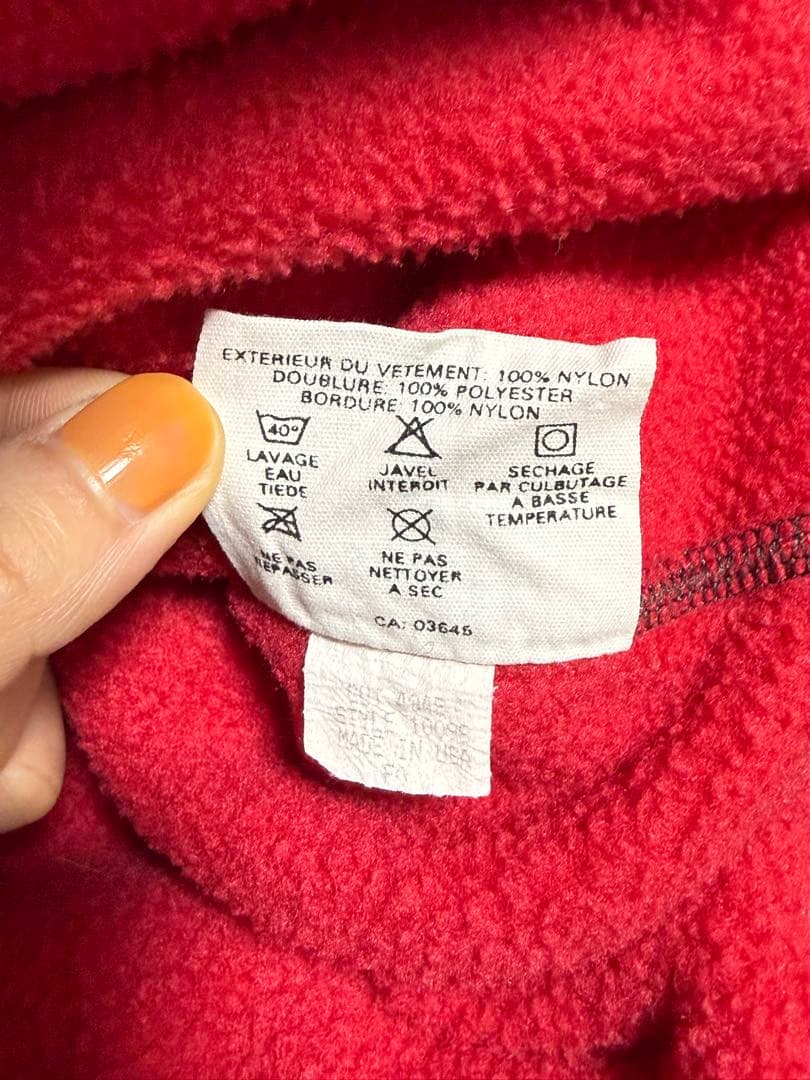 EXTERIEUR DU VETEMENT: 100% NYLON
DOUBLURE: 100% POLYESTER
BORDURE: 100% NYLON
40°
LAVAGE
EAU
TIEDE
JAVEL
INTERDIT
SECHAGE
PAR CULBUTAGE
A BASSE
TEMPERATURE
NE PAS
REPASSER
NE PAS
NETTOYER
A SEC
CA: 03645
STYLE
MADE IN USA